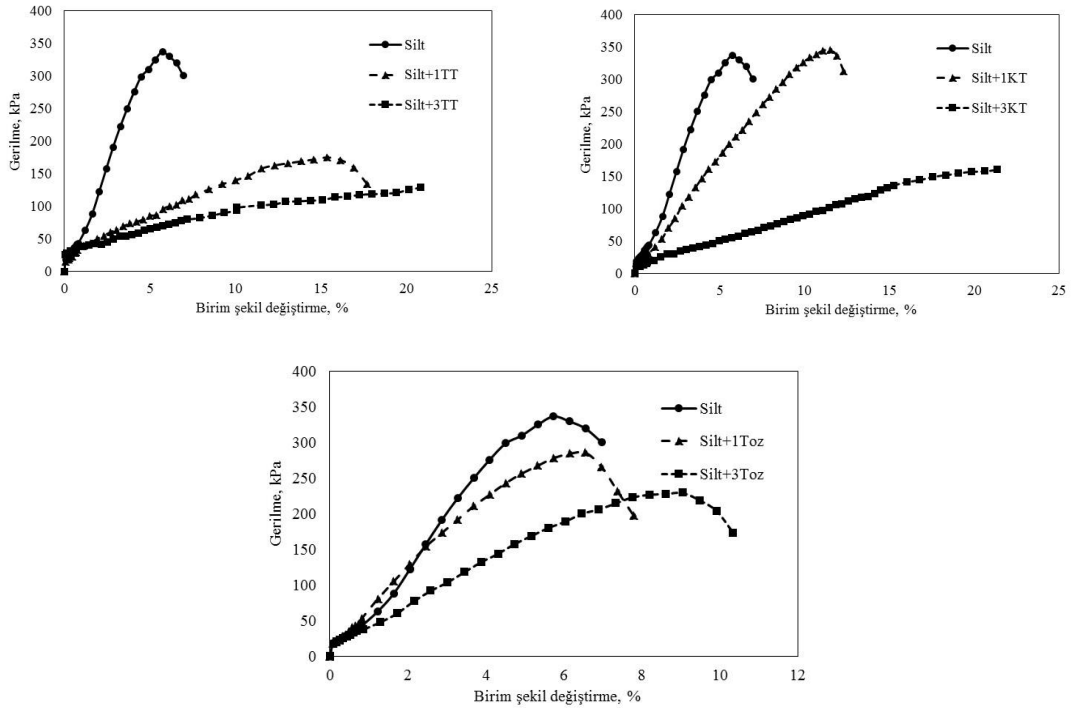 400
350
300
250
200
150
100
50
0
Gerilme, kPa
Silt
Silt+1TT
Silt+3TT
0 5 10 15 20 25
Birim şekil değiştirme, %
400
350
300
250
200
150
100
50
0
Gerilme, kPa
Silt
Silt+1KT
Silt+3KT
0 5 10 15 20 25
Birim şekil değiştirme, %
400
350
300
250
200
150
100
50
0
Gerilme, kPa
Silt
Silt+1Toz
Silt+3Toz
0 2 4 6 8 10 12
Birim şekil değiştirme, %